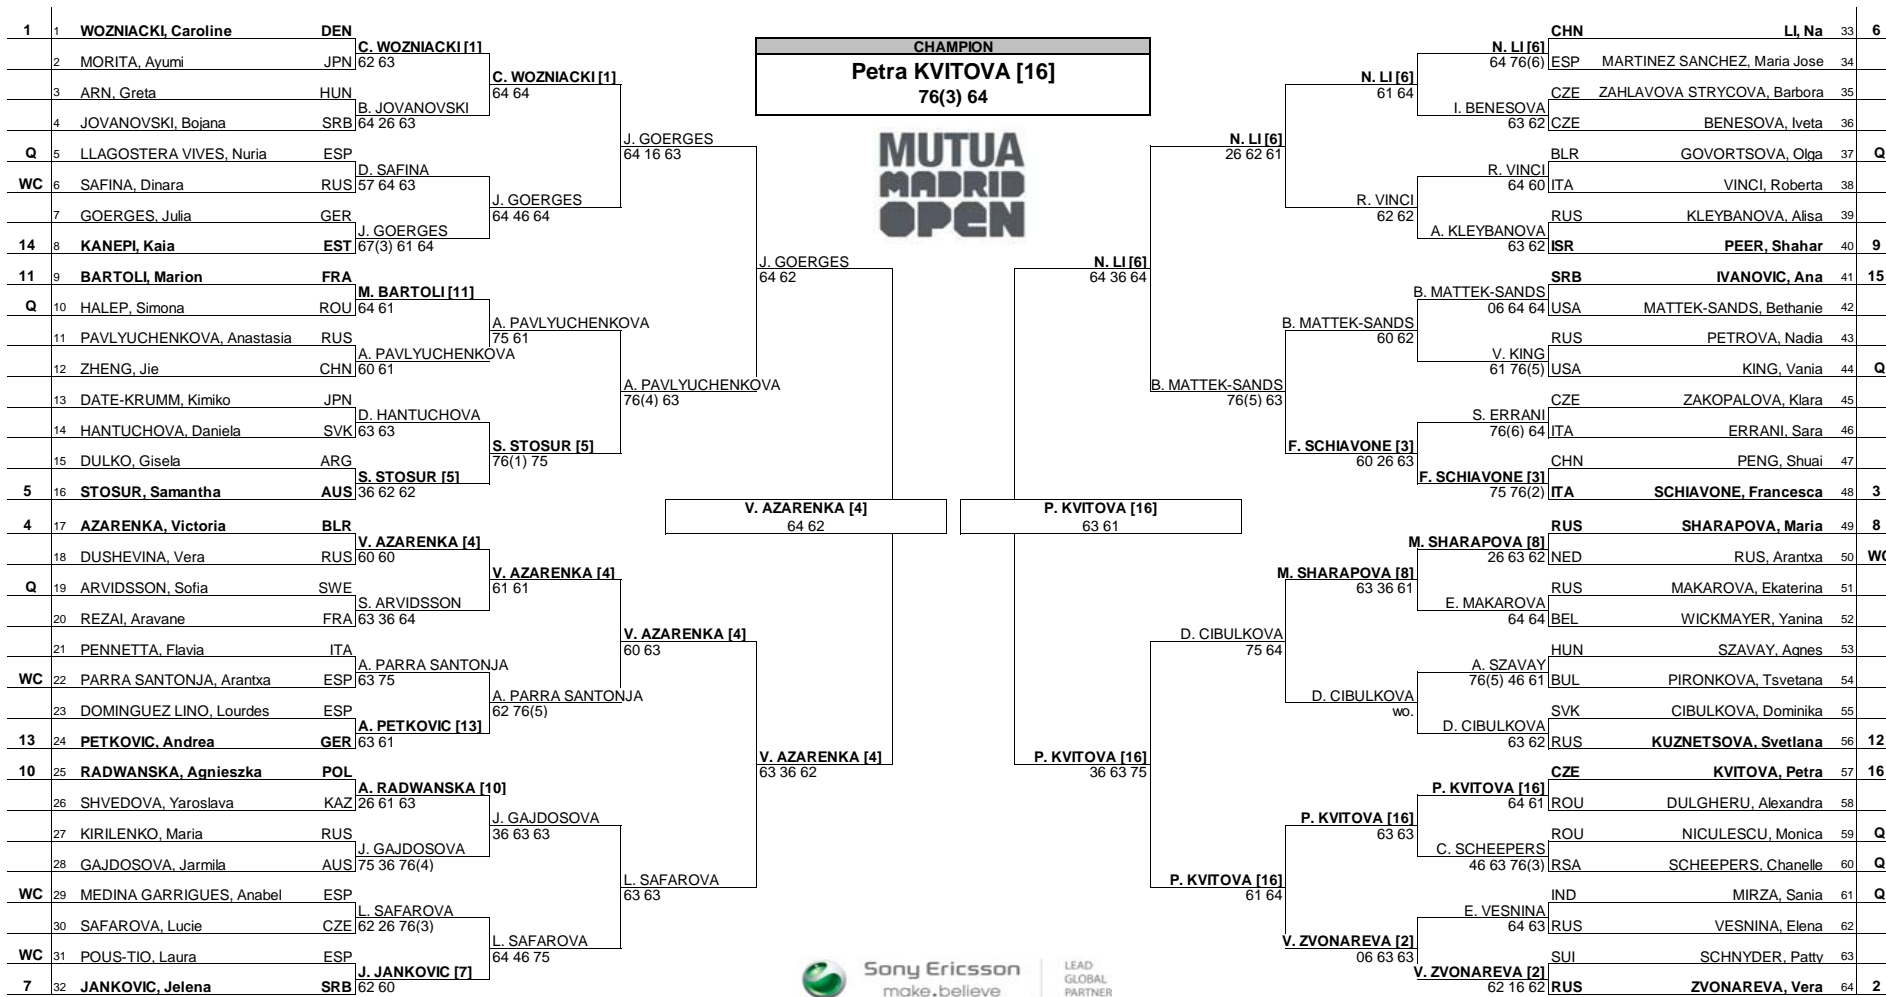 CHAMPION
Petra KVITOVA [16]
76(3) 64
MUTUA
MADRID
OPEN
1 1 WOZNIACKI, Caroline DEN
2 MORITA, Ayumi JPN
3 ARN, Greta HUN
4 JOVANOVSKI, Bojana SRB
Q 5 LLAGOSTERA VIVES, Nuria ESP
WC 6 SAFINA, Dinara RUS
7 GOERGES, Julia GER
14 8 KANEPI, Kaia EST
11 9 BARTOLI, Marion FRA
Q 10 HALEP, Simona ROU
11 PAVLYUCHENKOVA, Anastasia RUS
12 ZHENG, Jie CHN
13 DATE-KRUMM, Kimiko JPN
14 HANTUCHOVA, Daniela SVK
15 DULKO, Gisela ARG
5 16 STOSUR, Samantha AUS
4 17 AZARENKA, Victoria BLR
18 DUSHEVINA, Vera RUS
Q 19 ARVIDSSON, Sofia SWE
20 REZAI, Aravane FRA
21 PENNETTA, Flavia ITA
WC 22 PARRA SANTONJA, Arantxa ESP
23 DOMINGUEZ LINO, Lourdes ESP
13 24 PETKOVIC, Andrea GER
10 25 RADWANSKA, Agnieszka POL
26 SHVEDOVA, Yaroslava KAZ
27 KIRILENKO, Maria RUS
28 GAJDOSOVA, Jarmila AUS
WC 29 MEDINA GARRIGUES, Anabel ESP
30 SAFAROVA, Lucie CZE
WC 31 POUS-TIO, Laura ESP
7 32 JANKOVIC, Jelena SRB
C. WOZNIACKI [1]
62 63
B. JOVANOVSKI
64 26 63
D. SAFINA
57 64 63
J. GOERGES
67(3) 61 64
M. BARTOLI [11]
64 61
A. PAVLYUCHENKOVA
60 61
D. HANTUCHOVA
63 63
S. STOSUR [5]
36 62 62
V. AZARENKA [4]
60 60
S. ARVIDSSON
63 36 64
A. PARRA SANTONJA
63 75
A. PETKOVIC [13]
63 61
A. RADWANSKA [10]
26 61 63
J. GAJDOSOVA
75 36 76(4)
L. SAFAROVA
62 26 76(3)
J. JANKOVIC [7]
62 60
C. WOZNIACKI [1]
64 64
J. GOERGES
64 46 64
A. PAVLYUCHENKOVA
75 61
S. STOSUR [5]
76(1) 75
V. AZARENKA [4]
61 61
A. PARRA SANTONJA
62 76(5)
J. GAJDOSOVA
36 63 63
L. SAFAROVA
64 46 75
J. GOERGES
64 16 63
A. PAVLYUCHENKOVA
76(4) 63
V. AZARENKA [4]
60 63
L. SAFAROVA
63 63
J. GOERGES
64 62
V. AZARENKA [4]
63 36 62
V. AZARENKA [4]
64 62
P. KVITOVA [16]
63 61
N. LI [6]
64 36 64
P. KVITOVA [16]
36 63 75
N. LI [6]
26 62 61
B. MATTEK-SANDS
76(5) 63
D. CIBULKOVA
75 64
P. KVITOVA [16]
61 64
N. LI [6]
61 64
R. VINCI
62 62
B. MATTEK-SANDS
60 62
F. SCHIAVONE [3]
60 26 63
M. SHARAPOVA [8]
63 36 61
D. CIBULKOVA
wo.
P. KVITOVA [16]
63 63
V. ZVONAREVA [2]
06 63 63
N. LI [6]
64 76(6)
I. BENESOVA
63 62
R. VINCI
64 60
A. KLEYBANOVA
63 62
B. MATTEK-SANDS
06 64 64
V. KING
61 76(5)
S. ERRANI
76(6) 64
F. SCHIAVONE [3]
75 76(2)
M. SHARAPOVA [8]
26 63 62
E. MAKAROVA
64 64
A. SZAVAY
76(5) 46 61
D. CIBULKOVA
63 62
P. KVITOVA [16]
64 61
C. SCHEEPERS
46 63 76(3)
E. VESNINA
64 63
V. ZVONAREVA [2]
62 16 62
CHN LI, Na 33 6
ESP MARTINEZ SANCHEZ, Maria Jose 34
CZE ZAHLAVOVA STRYCOVA, Barbora 35
CZE BENESOVA, Iveta 36
BLR GOVORTSOVA, Olga 37 Q
ITA VINCI, Roberta 38
RUS KLEYBANOVA, Alisa 39
ISR PEER, Shahar 40 9
SRB IVANOVIC, Ana 41 15
USA MATTEK-SANDS, Bethanie 42
RUS PETROVA, Nadia 43
USA KING, Vania 44 Q
CZE ZAKOPALOVA, Klara 45
ITA ERRANI, Sara 46
CHN PENG, Shuai 47
ITA SCHIAVONE, Francesca 48 3
RUS SHARAPOVA, Maria 49 8
NED RUS, Arantxa 50 WC
RUS MAKAROVA, Ekaterina 51
BEL WICKMAYER, Yanina 52
HUN SZAVAY, Agnes 53
BUL PIRONKOVA, Tsvetana 54
SVK CIBULKOVA, Dominika 55
RUS KUZNETSOVA, Svetlana 56 12
CZE KVITOVA, Petra 57 16
ROU DULGHERU, Alexandra 58
ROU NICULESCU, Monica 59 Q
RSA SCHEEPERS, Chanelle 60 Q
IND MIRZA, Sania 61 Q
RUS VESNINA, Elena 62
SUI SCHNYDER, Patty 63
RUS ZVONAREVA, Vera 64 2
Sony Ericsson
make.believe
LEAD
GLOBAL
PARTNER